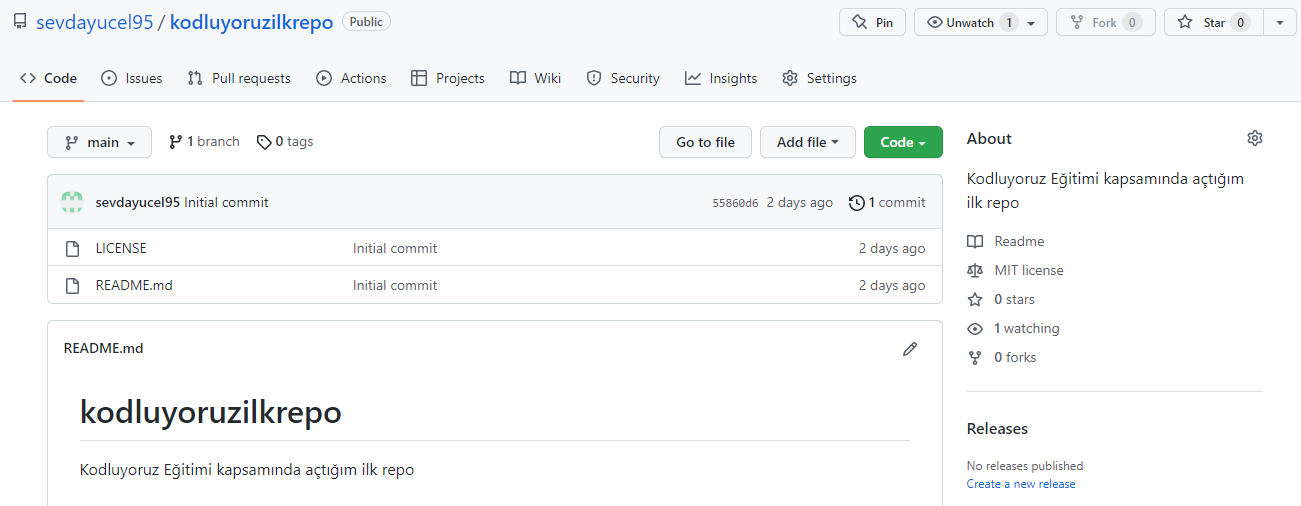 sevdayucel95 / kodluyoruzilkrepo Public Pin Unwatch 1 Fork 0 Star 0
Code Issues Pull requests Actions Projects Wiki Security Insights Settings
main 1 branch 0 tags Go to file Add file Code
sevdayucel95 Initial commit 55860d6 2 days ago 1 commit
LICENSE Initial commit 2 days ago
README.md Initial commit 2 days ago
README.md
kodluyoruzilkrepo
Kodluyoruz Eğitimi kapsamında açtığım ilk repo
About
Kodluyoruz Eğitimi kapsamında açtığım
ilk repo
Readme
MIT license
0 stars
1 watching
0 forks
Releases
No releases published
Create a new release